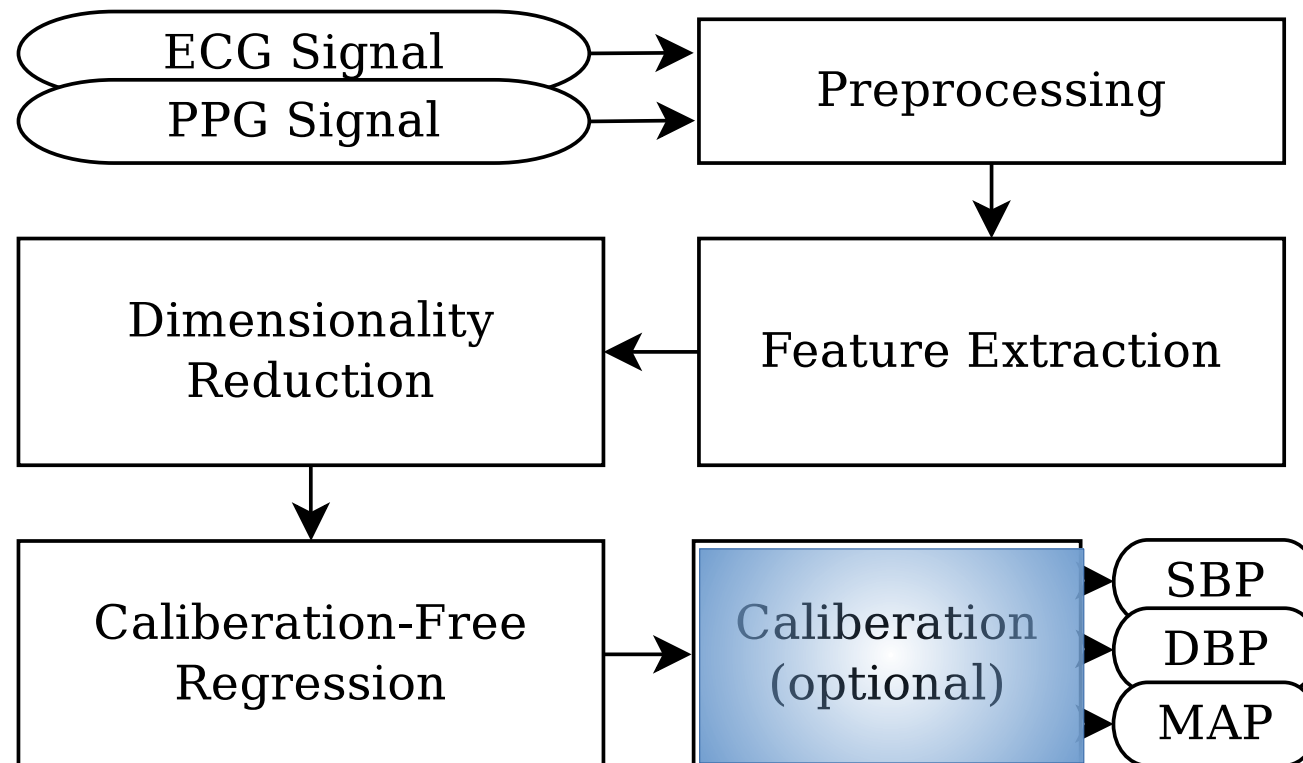 ECG Signal
PPG Signal
Preprocessing
Feature Extraction
Dimensionality
Reduction
Caliberation-Free
Regression
Caliberation
(optional)
SBP
DBP
MAP